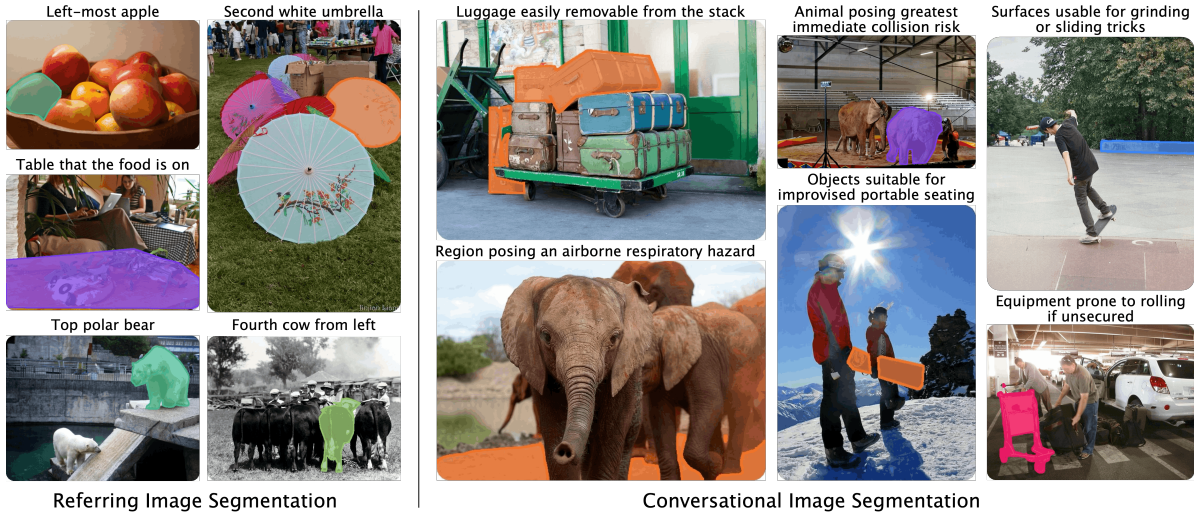 Left-most apple
Second white umbrella
Table that the food is on
Top polar bear
Fourth cow from left
Referring Image Segmentation
Luggage easily removable from the stack
Region posing an airborne respiratory hazard
Animal posing greatest
immediate collision risk
Objects suitable for
improvised portable seating
Surfaces usable for grinding
or sliding tricks
Equipment prone to rolling
if unsecured
Conversational Image Segmentation